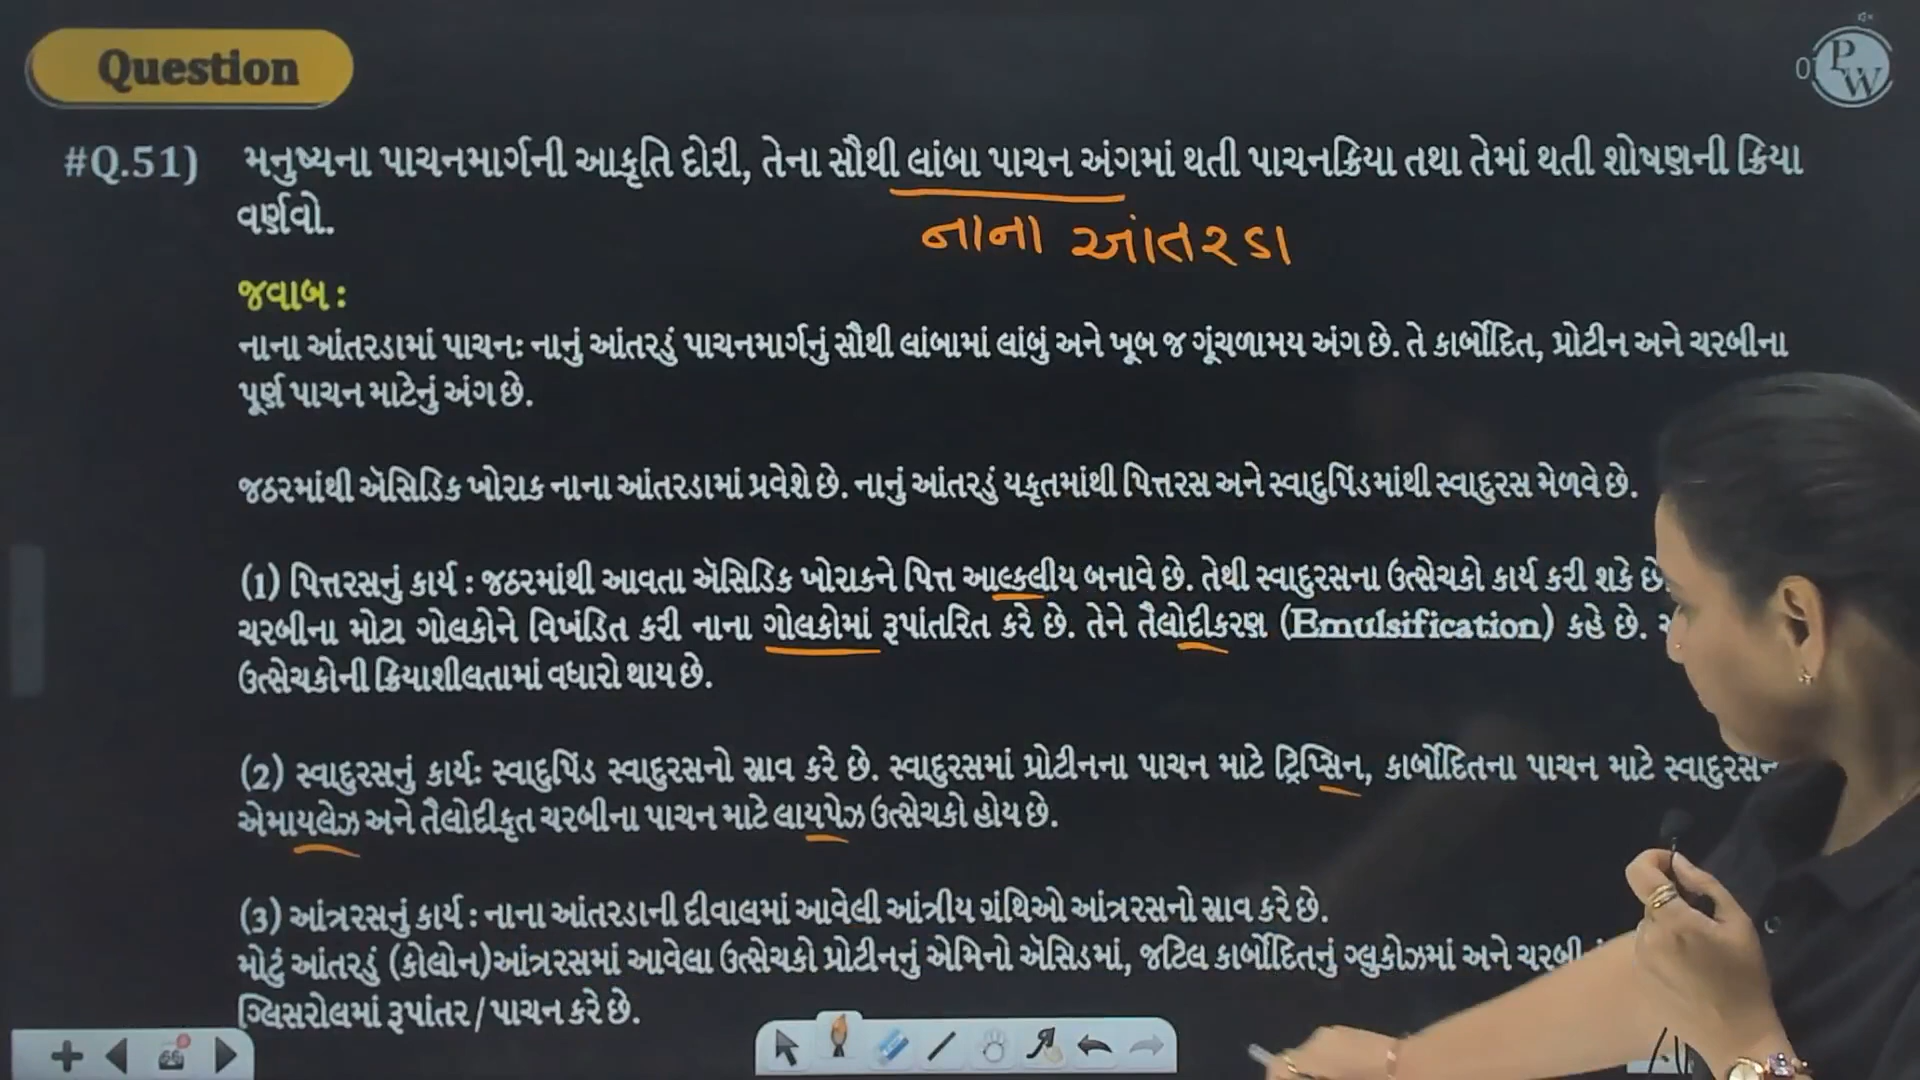 Question
PW
#Q.51) મનુષ્યના પાચનમાર્ગની આકૃતિ દોરી, તેના સૌથી લાંબા પાચન અંગમાં થતી પાચનક્રિયા તથા તેમાં થતી શોષણની ક્રિયા
વર્ણવો.
નાના આંતરડા
જવાબ :
નાના આંતરડામાં પાચનઃ નાનું આંતરડું પાચનમાર્ગનું સૌથી લાંબામાં લાંબું અને ખૂબ જ ગૂંચળામય અંગ છે. તે કાર્બોદિત, પ્રોટીન અને ચરબીના
પૂર્ણ પાચન માટેનું અંગ છે.
જઠરમાંથી ઍસિડિક ખોરાક નાના આંતરડામાં પ્રવેશે છે. નાનું આંતરડું યકૃતમાંથી પિત્તરસ અને સ્વાદુપિંડમાંથી સ્વાદુરસ મેળવે છે.
(1) પિત્તરસનું કાર્ય : જઠરમાંથી આવતા ઍસિડિક ખોરાકને પિત્ત આલ્કલીય બનાવે છે. તેથી સ્વાદુરસના ઉત્સેચકો કાર્ય કરી શકે છે
ચરબીના મોટા ગોલકોને વિખંડિત કરી નાના ગોલકોમાં રૂપાંતરિત કરે છે. તેને તૈલોદીકરણ (Emulsification) કહે છે.
ઉત્સેચકોની ક્રિયાશીલતામાં વધારો થાય છે.
(2) સ્વાદુરસનું કાર્યઃ સ્વાદુપિંડ સ્વાદુરસનો સ્રાવ કરે છે. સ્વાદુરસમાં પ્રોટીનના પાચન માટે ટ્રિપ્સિન, કાર્બોદિતના પાચન માટે
એમાયલેઝ અને તૈલોદીકૃત ચરબીના પાચન માટે લાયપેઝ ઉત્સેચકો હોય છે.
(3) આંત્રરસનું કાર્ય : નાના આંતરડાની દીવાલમાં આવેલી આંત્રીય ગ્રંથિઓ આંત્રરસનો સ્રાવ કરે છે.
મોટું આંતરડું (કોલોન)આંત્રરસમાં આવેલા ઉત્સેચકો પ્રોટીનનું એમિનો ઍસિડમાં, જટિલ કાર્બોદિતનું ગ્લુકોઝમાં અને
ગ્લિસરોલમાં રૂપાંતર / પાચન કરે છે.